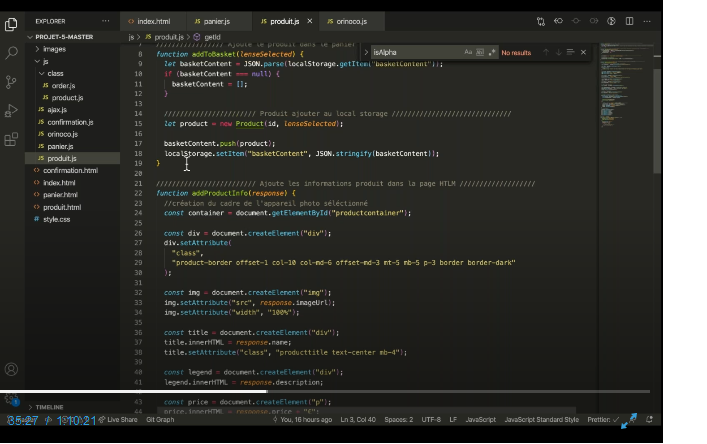 EXPLORER
index.html
panier.js
produit.js
orinoco.js
PROJET-5-MASTER
js > produit.js > getId
images
js
class
order.js
product.js
ajax.js
confirmation.js
orinoco.js
panier.js
produit.js
confirmation.html
index.html
panier.html
produit.html
style.css
TIMELINE
isAlpha
Aa
No results
7 //////////////// Ajoute le produit dans le panier
8 function addToBasket(lenseSelected) {
9 let basketContent = JSON.parse(localStorage.getItem("basketContent"));
10 if (basketContent === null) {
11 basketContent = [];
12 }
13
14 /////////////////////// Produit ajouter au local storage //////////////////////////////
15 let product = new Product(id, lenseSelected);
16
17 basketContent.push(product);
18 localStorage.setItem("basketContent", JSON.stringify(basketContent));
19 }
20
21 ///////////////////////// Ajoute les informations produit dans la page HTLM ///////////////////
22 function addProductInfo(response) {
23 //création du cadre de l'appareil photo séléctionné
24 const container = document.getElementById("productcontainer");
25
26 const div = document.createElement("div");
27 div.setAttribute(
28 "class",
29 "product-border offset-1 col-10 col-md-6 offset-md-3 mt-5 mb-5 p-3 border border-dark"
30 );
31
32 const img = document.createElement("img");
33 img.setAttribute("src", response.imageUrl);
34 img.setAttribute("width", "100%");
35
36 const title = document.createElement("div");
37 title.innerHTML = response.name;
38 title.setAttribute("class", "producttitle text-center mb-4");
39
40 const legend = document.createElement("div");
41 legend.innerHTML = response.description;
42
43 const price = document.createElement("p");
44 price.innerHTML = response.price
35:27 / 1:10:21
Live Share
Git Graph
You, 16 hours ago
Ln 3, Col 40
Spaces: 2
UTF-8
LF
JavaScript
JavaScript Standard Style
Prettier: ✓